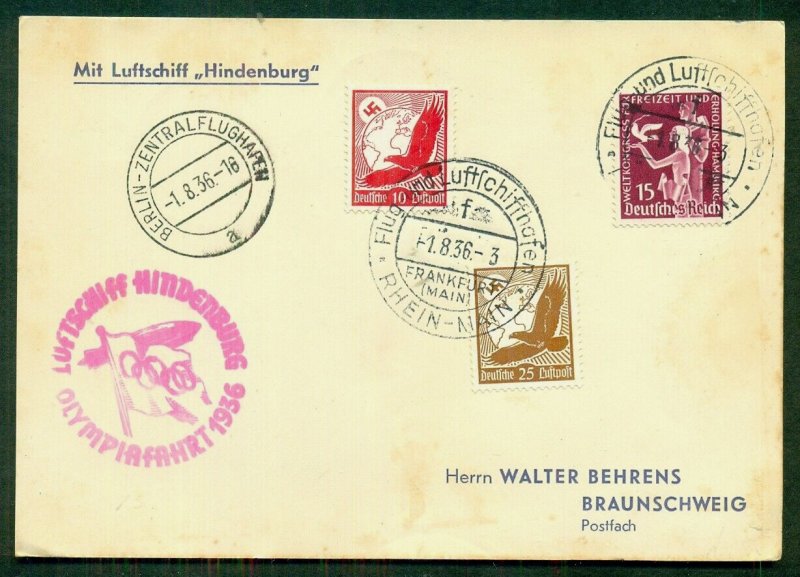 Mit Luftschiff „Hindenburg“
BERLIN-ZENTRALFLUGHAFEN
-1.8.36.-16
a
Deutsche 10 Luftpost
Flug und Luftschiffhafen
f
-1.8.36.-3
FRANKFURT
(MAIN)
RHEIN-MAIN
Deutsche 25 Luftpost
Flug und Luftschiffhafen
WELTKONGRESS FÜR FREIZEIT UND ERHOLUNG HAMBURG
15
Deutsches Reich
LUFTSCHIFF HINDENBURG
OLYMPIAFAHRT 1936
Herrn WALTER BEHRENS
BRAUNSCHWEIG
Postfach